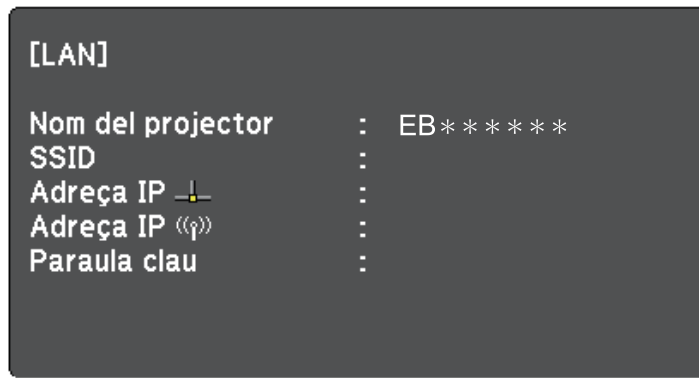 [LAN]
Nom del projector : EB******
SSID :
Adreça IP :
Adreça IP :
Paraula clau :